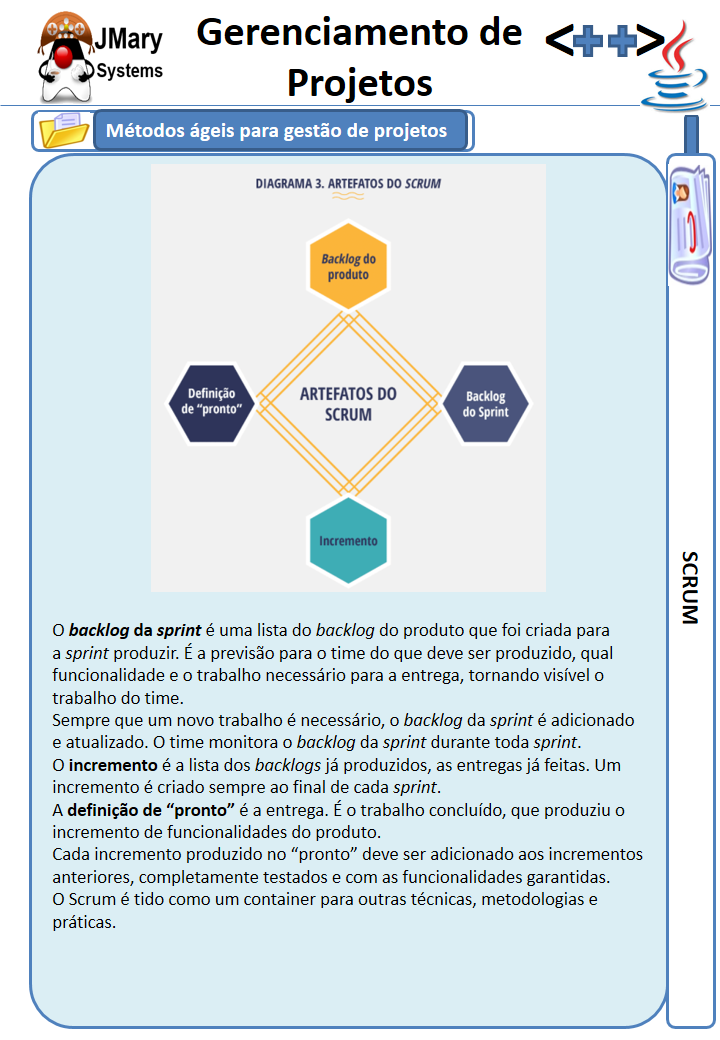 JMary
Systems
Gerenciamento de
Projetos
<++>
Métodos ágeis para gestão de projetos
DIAGRAMA 3. ARTEFATOS DO SCRUM
Backlog do
produto
Definição
de “pronto”
ARTEFATOS DO
SCRUM
Backlog
do Sprint
Incremento
SCRUM
O backlog da sprint é uma lista do backlog do produto que foi criada para
a sprint produzir. É a previsão para o time do que deve ser produzido, qual
funcionalidade e o trabalho necessário para a entrega, tornando visível o
trabalho do time.
Sempre que um novo trabalho é necessário, o backlog da sprint é adicionado
e atualizado. O time monitora o backlog da sprint durante toda sprint.
O incremento é a lista dos backlogs já produzidos, as entregas já feitas. Um
incremento é criado sempre ao final de cada sprint.
A definição de “pronto” é a entrega. É o trabalho concluído, que produziu o
incremento de funcionalidades do produto.
Cada incremento produzido no “pronto” deve ser adicionado aos incrementos
anteriores, completamente testados e com as funcionalidades garantidas.
O Scrum é tido como um container para outras técnicas, metodologias e
práticas.